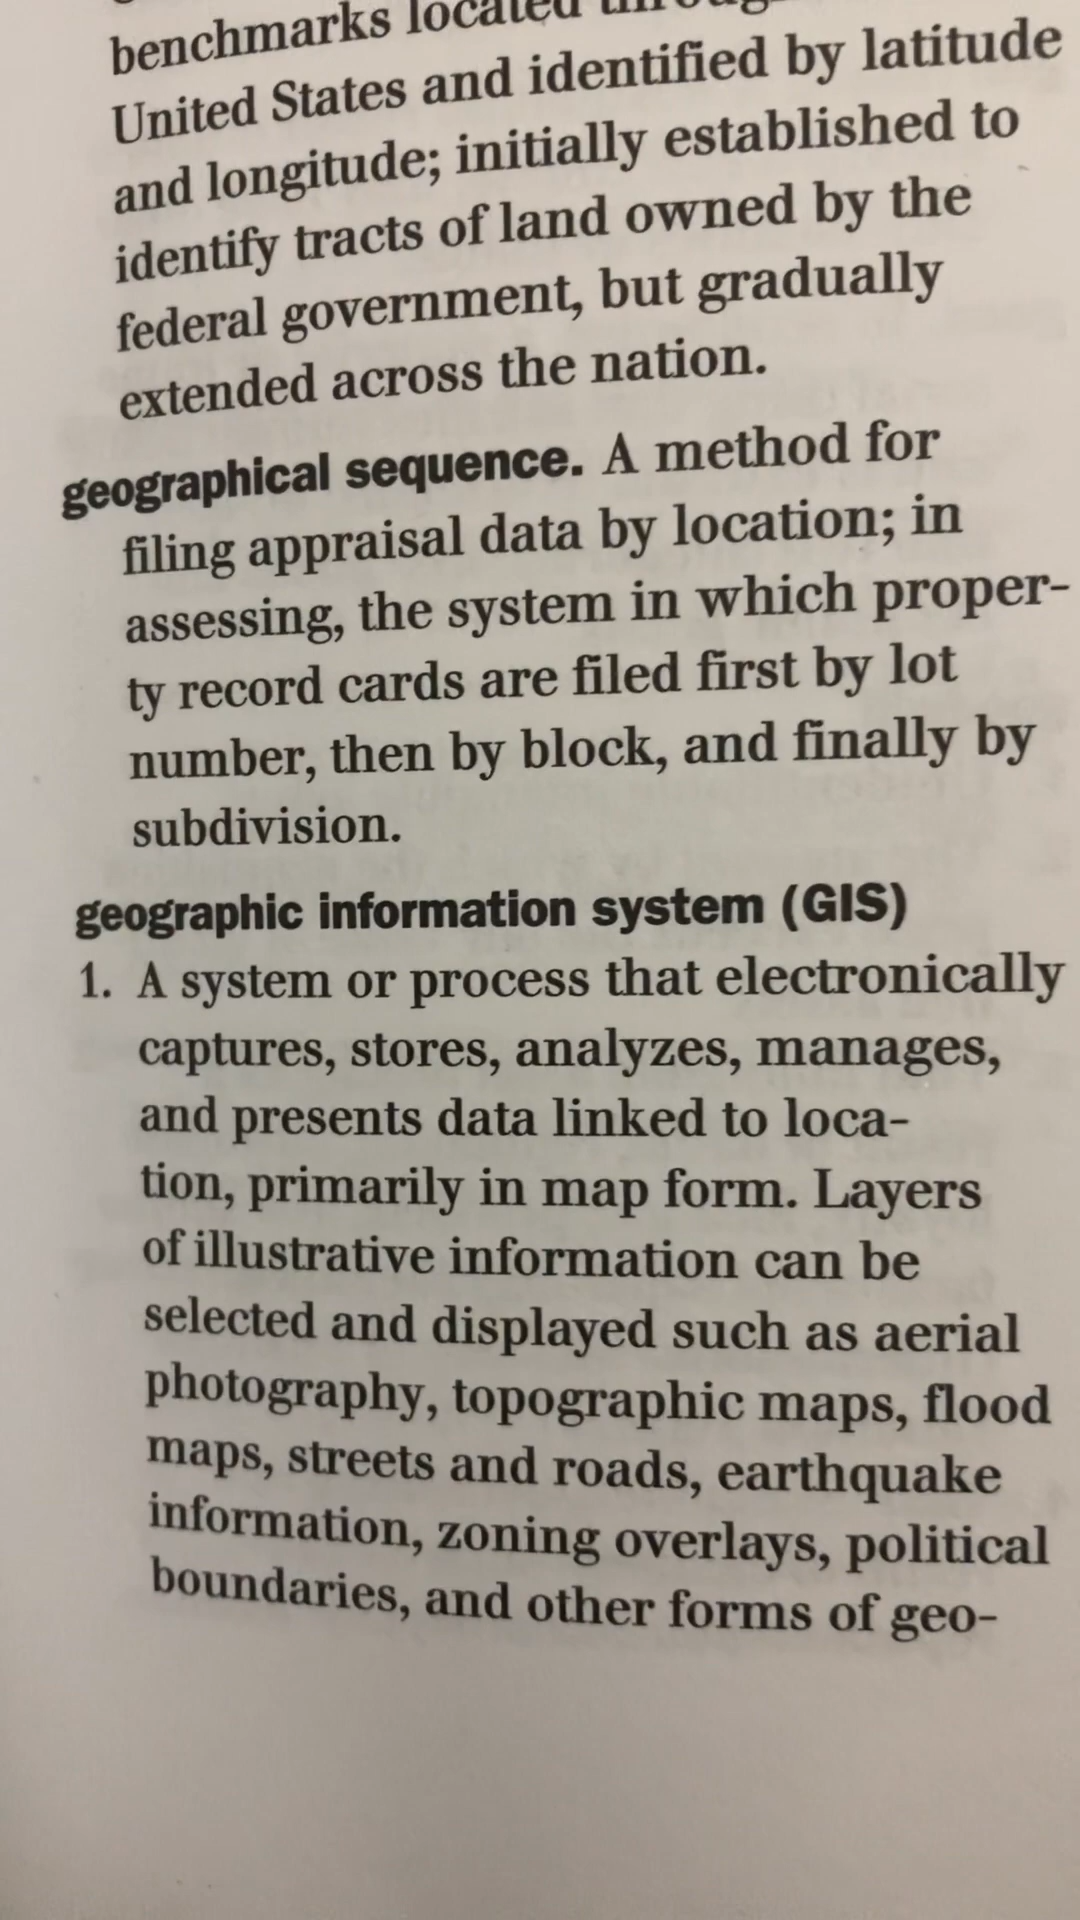 benchmarks located
United States and identified by latitude
and longitude; initially established to
identify tracts of land owned by the
federal government, but gradually
extended across the nation.
geographical sequence. A method for
filing appraisal data by location; in
assessing, the system in which proper-
ty record cards are filed first by lot
number, then by block, and finally by
subdivision.
geographic information system (GIS)
1. A system or process that electronically
captures, stores, analyzes, manages,
and presents data linked to loca-
tion, primarily in map form. Layers
of illustrative information can be
selected and displayed such as aerial
photography, topographic maps, flood
maps, streets and roads, earthquake
information, zoning overlays, political
boundaries, and other forms of geo-